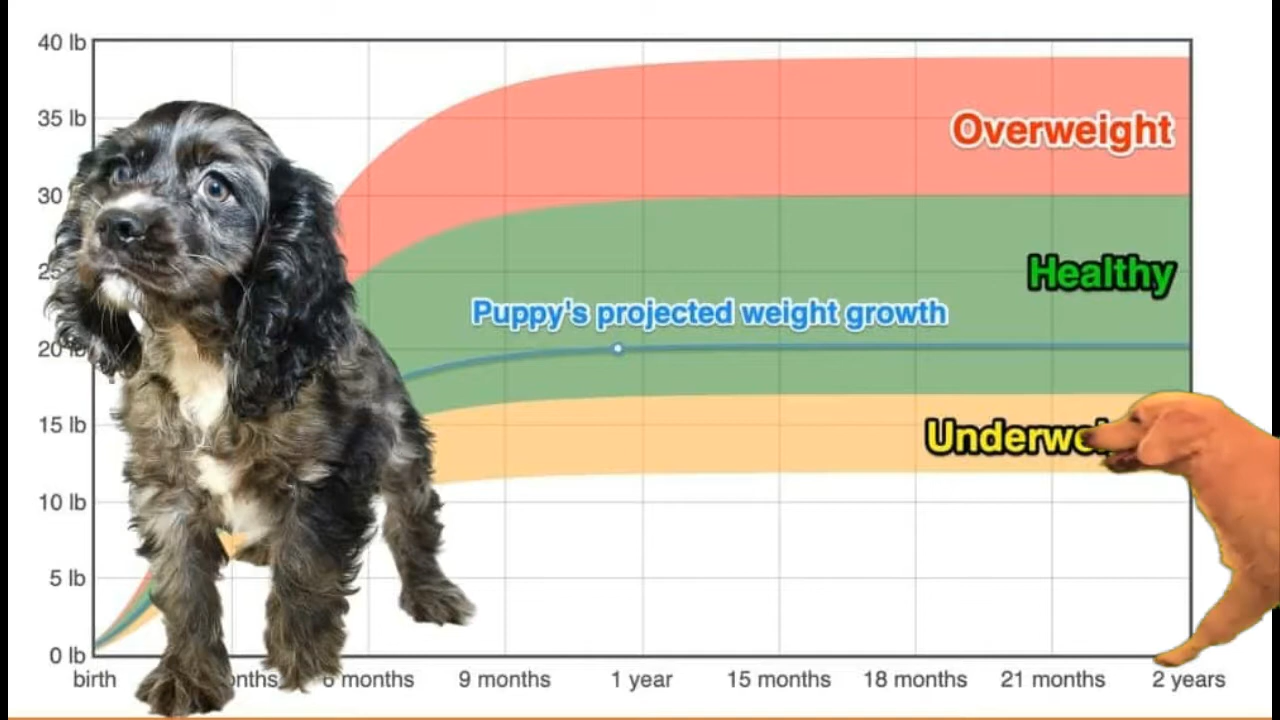 40 lb
35 lb
Overweight
30
Healthy
Puppy's projected weight growth
20
15 lb
10 lb
5 lb
0 lb
birth 6 months 9 months 1 year 15 months 18 months 21 months 2 years